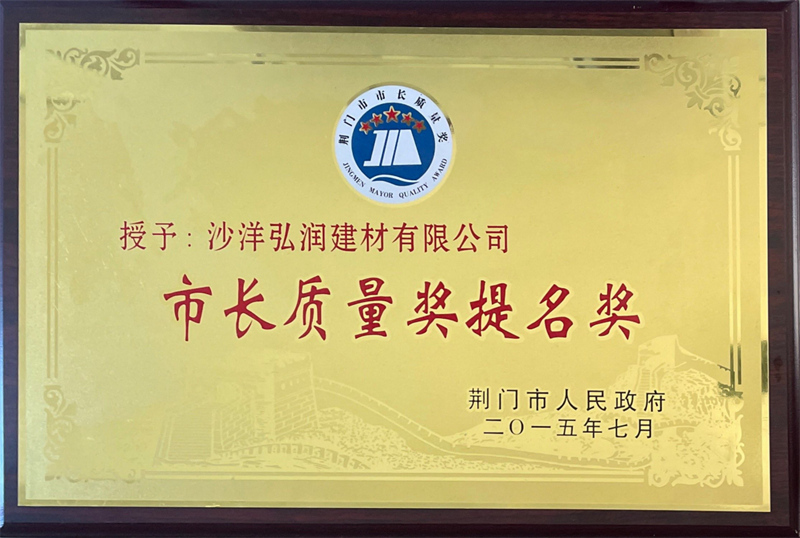 荆门市市长质量奖
JINGMEN MAYOR QUALITY AWARD
授予：沙洋弘润建材有限公司
市长质量奖提名奖
荆门市人民政府
二〇一五年七月